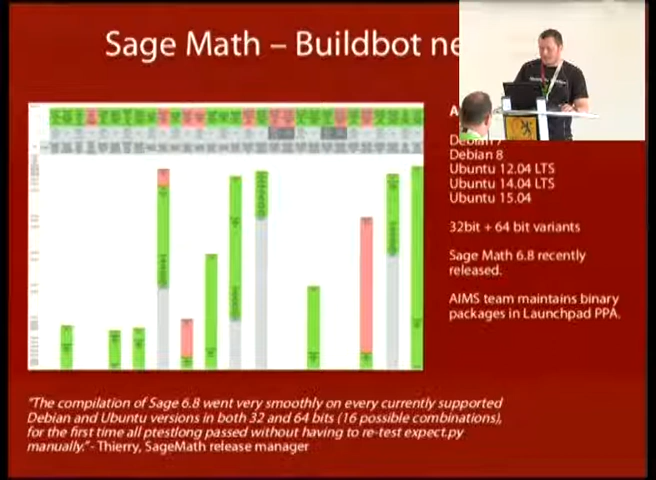 Sage Math – Buildbot ne
A
Debian 7
Debian 8
Ubuntu 12.04 LTS
Ubuntu 14.04 LTS
Ubuntu 15.04
32bit + 64 bit variants
Sage Math 6.8 recently
released.
AIMS team maintains binary
packages in Launchpad PPA.
"The compilation of Sage 6.8 went very smoothly on every currently supported
Debian and Ubuntu versions in both 32 and 64 bits (16 possible combinations),
for the first time all ptestlong passed without having to re-test expect.py
manually." - Thierry, SageMath release manager